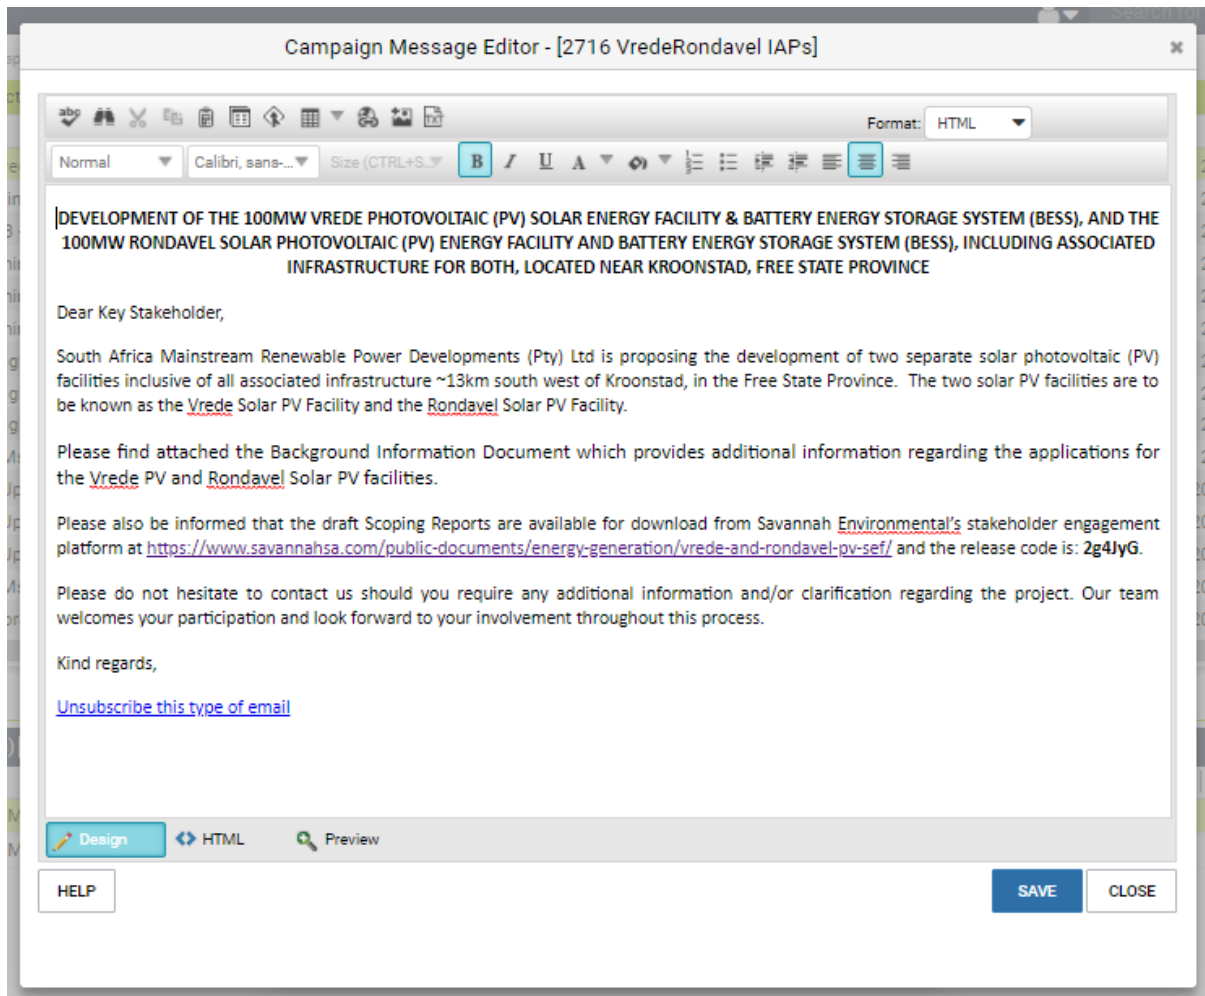 Search for
Campaign Message Editor - [2716 VredeRondavel IAPs]
abc
TXT
Format: HTML
Normal Calibri, sans-... Size (CTRL+S... B I U A
DEVELOPMENT OF THE 100MW VREDE PHOTOVOLTAIC (PV) SOLAR ENERGY FACILITY & BATTERY ENERGY STORAGE SYSTEM (BESS), AND THE
100MW RONDAVEL SOLAR PHOTOVOLTAIC (PV) ENERGY FACILITY AND BATTERY ENERGY STORAGE SYSTEM (BESS), INCLUDING ASSOCIATED
INFRASTRUCTURE FOR BOTH, LOCATED NEAR KROONSTAD, FREE STATE PROVINCE
Dear Key Stakeholder,
South Africa Mainstream Renewable Power Developments (Pty) Ltd is proposing the development of two separate solar photovoltaic (PV)
facilities inclusive of all associated infrastructure ~13km south west of Kroonstad, in the Free State Province. The two solar PV facilities are to
be known as the Vrede Solar PV Facility and the Rondavel Solar PV Facility.
Please find attached the Background Information Document which provides additional information regarding the applications for
the Vrede PV and Rondavel Solar PV facilities.
Please also be informed that the draft Scoping Reports are available for download from Savannah Environmental's stakeholder engagement
platform at https://www.savannahsa.com/public-documents/energy-generation/vrede-and-rondavel-pv-sef/ and the release code is: 2g4JyG.
Please do not hesitate to contact us should you require any additional information and/or clarification regarding the project. Our team
welcomes your participation and look forward to your involvement throughout this process.
Kind regards,
Unsubscribe this type of email
Design HTML Preview
HELP SAVE CLOSE